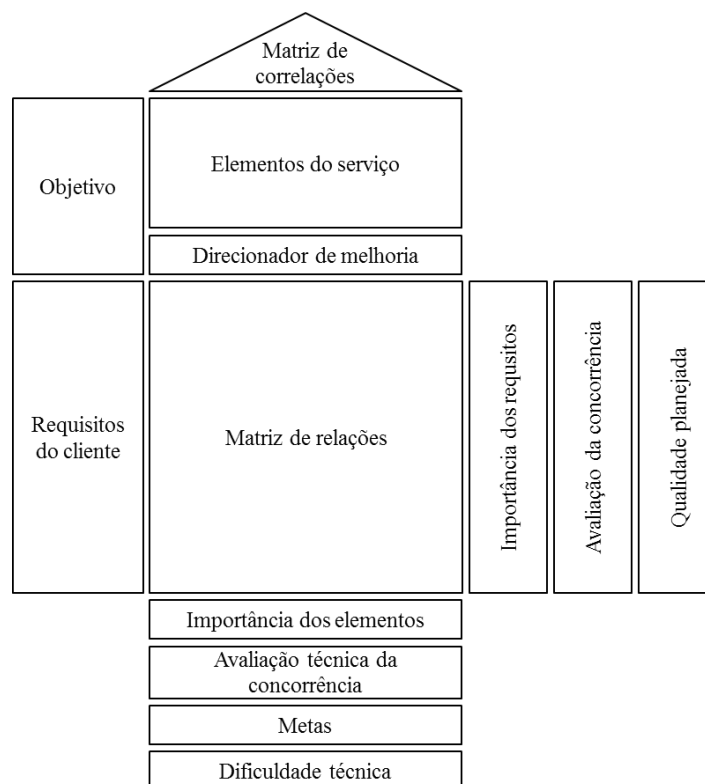 Matriz de
correlações
Elementos do serviço
Objetivo
Direcionador de melhoria
Requisitos
do cliente
Matriz de relações
Importância dos requsitos
Avaliação da concorrência
Qualidade planejada
Importância dos elementos
Avaliação técnica da
concorrência
Metas
Dificuldade técnica